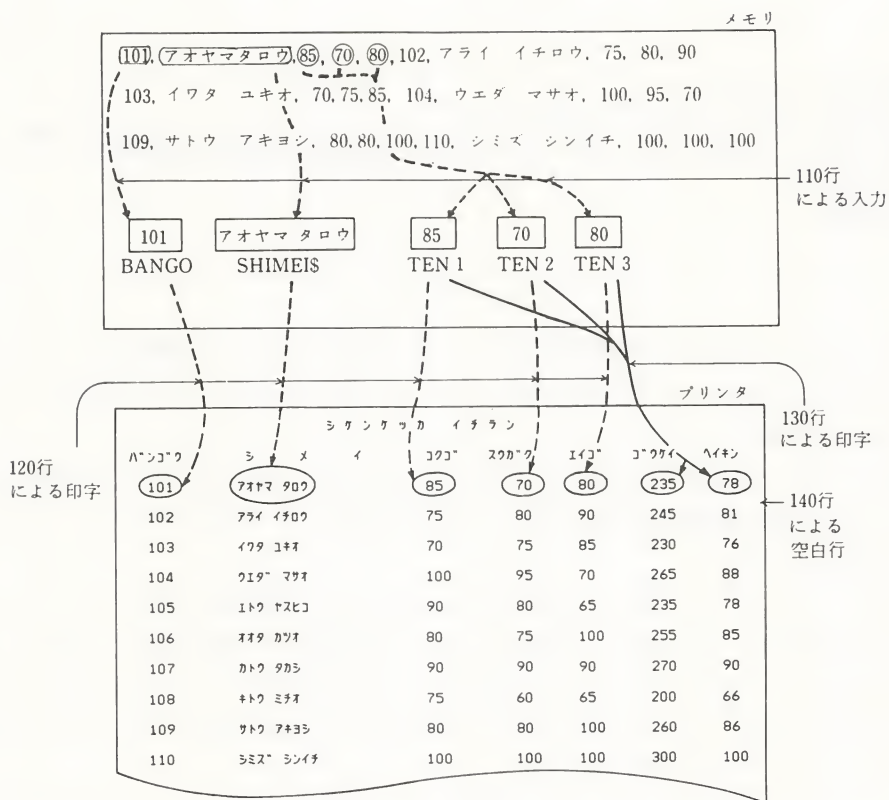 メモリ
101, アオヤマタロウ, 85, 70, 80, 102, アライ イチロウ, 75, 80, 90
103, イワタ ユキオ, 70, 75, 85, 104, ウエダ マサオ, 100, 95, 70
109, サトウ アキヨシ, 80, 80, 100, 110, シミズ シンイチ, 100, 100, 100
110行
による入力
101 アオヤマ タロウ 85 70 80
BANGO SHIMEI$ TEN 1 TEN 2 TEN 3
プリンタ
130行
による印字
120行
による印字
シケンケッカ イチラン
バンゴウ シ メ イ コクゴ スウガク エイゴ ゴウケイ ヘイキン
101 アオヤマ タロウ 85 70 80 235 78
102 アライ イチロウ 75 80 90 245 81
103 イワタ ユキオ 70 75 85 230 76
104 ウエダ マサオ 100 95 70 265 88
105 エトウ ヤスヒコ 90 80 65 235 78
106 オオタ カツオ 80 75 100 255 85
107 カトウ タカシ 90 90 90 270 90
108 キトウ ミチオ 75 60 65 200 66
109 サトウ アキヨシ 80 80 100 260 86
110 シミズ シンイチ 100 100 100 300 100
140行
による
空白行